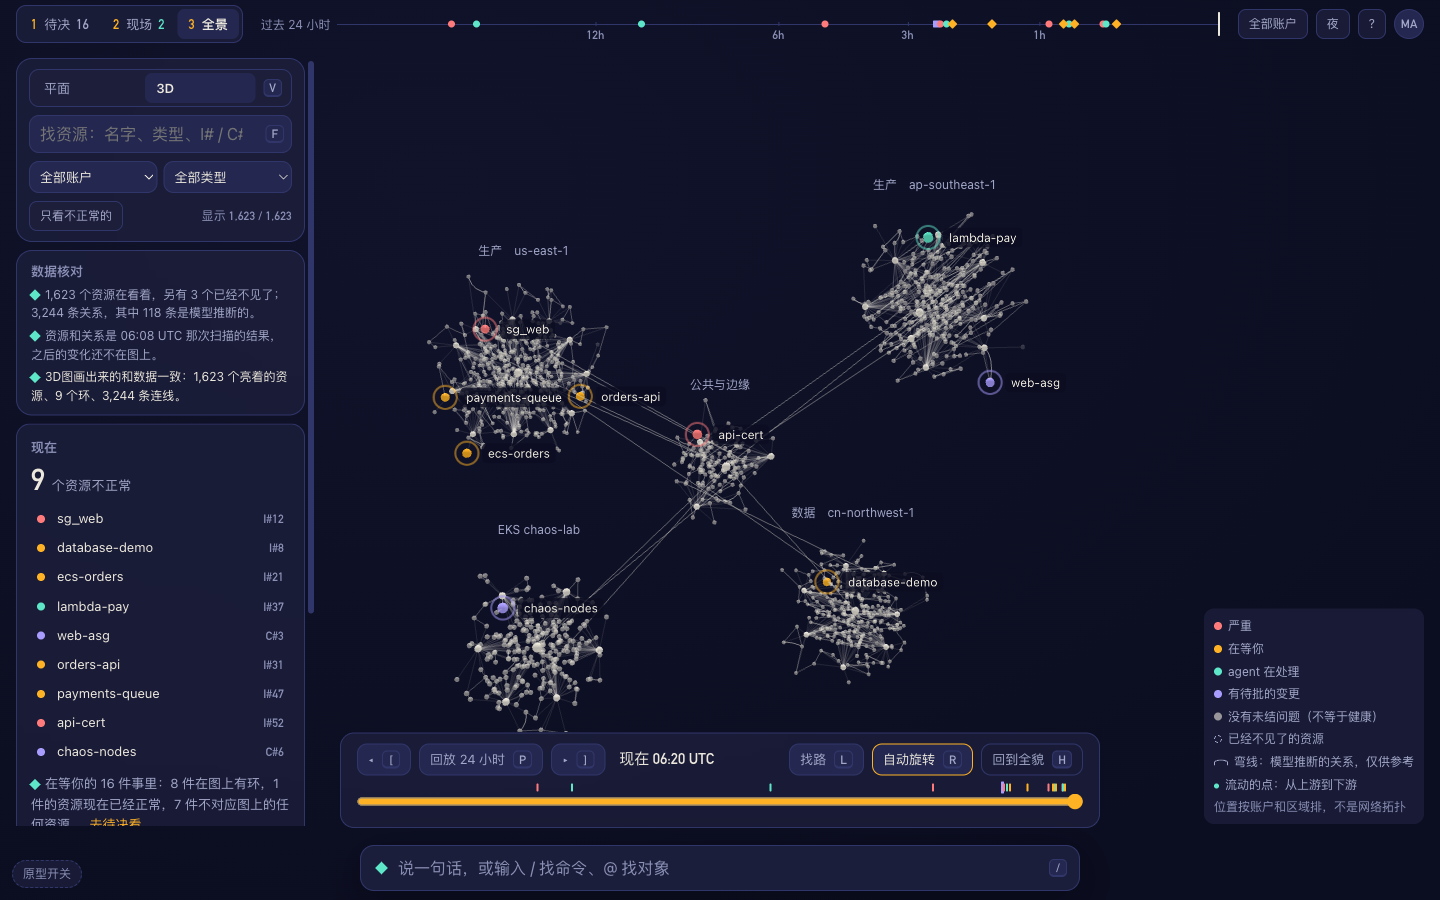 1 待决 16 2 现场 2 3 全景
过去 24 小时
12h 6h 3h 1h
全部账户 夜 ? MA
平面 3D V
找资源：名字、类型、I# / C#
F
全部账户 全部类型
只看不正常的 显示 1,623 / 1,623
数据核对
1,623 个资源在看着，另有 3 个已经不见了；
3,244 条关系，其中 118 条是模型推断的。
资源和关系是 06:08 UTC 那次扫描的结果，
之后的变化还不在图上。
3D图画出来的和数据一致：1,623 个亮着的资
源、9 个环、3,244 条连线。
现在
9 个资源不正常
sg_web I#12
database-demo I#8
ecs-orders I#21
lambda-pay I#37
web-asg C#3
orders-api I#31
payments-queue I#47
api-cert I#52
chaos-nodes C#6
在等你的 16 件事里：8 件在图上有环，1
件的资源现在已经正常，7 件不对应图上的任
何资源。 去待决看
原型开关
生产 us-east-1
sg_web
payments-queue
orders-api
ecs-orders
生产 ap-southeast-1
lambda-pay
web-asg
公共与边缘
api-cert
EKS chaos-lab
chaos-nodes
数据 cn-northwest-1
database-demo
[ 回放 24 小时 P ] 现在 06:20 UTC 找路 L 自动旋转 R 回到全貌 H
说一句话，或输入 / 找命令、@ 找对象 /
严重
在等你
agent 在处理
有待批的变更
没有未结问题（不等于健康）
已经不见了的资源
弯线：模型推断的关系，仅供参考
流动的点：从上游到下游
位置按账户和区域排，不是网络拓扑